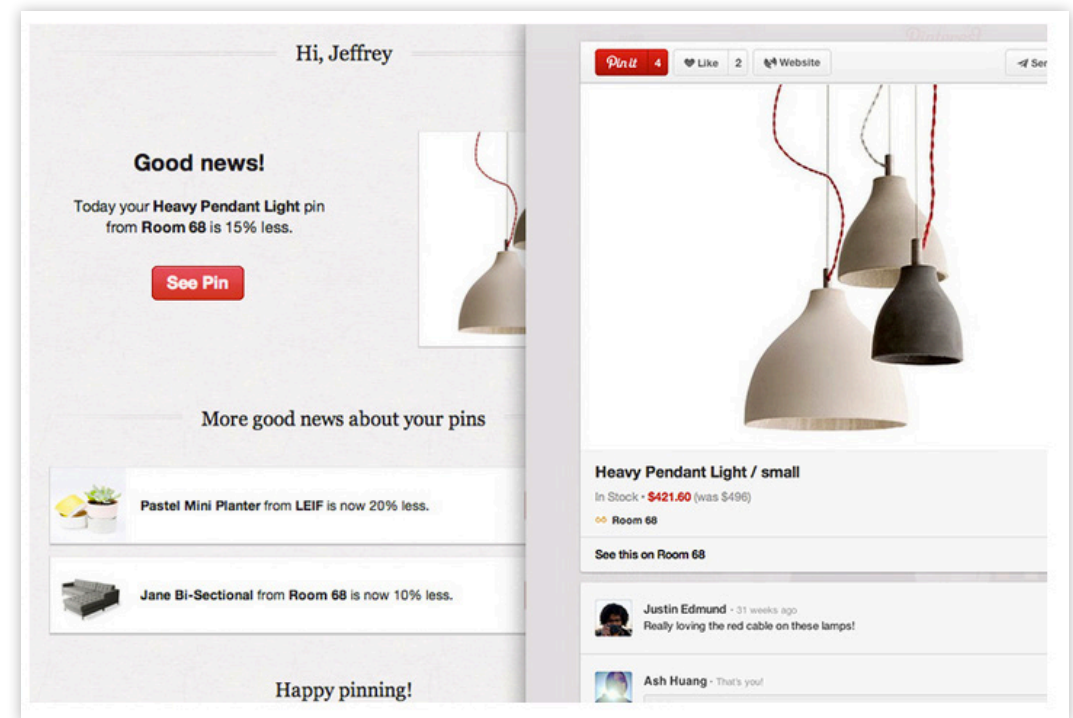 Hi, Jeffrey
Good news!
Today your Heavy Pendant Light pin
from Room 68 is 15% less.
See Pin
More good news about your pins
Pastel Mini Planter from LEIF is now 20% less.
Jane Bi-Sectional from Room 68 is now 10% less.
Happy pinning!
Pin it 4
Like 2
Website
Heavy Pendant Light / small
In Stock • $421.60 (was $496)
Room 68
See this on Room 68
Justin Edmund • 31 weeks ago
Really loving the red cable on these lamps!
Ash Huang • That's you!